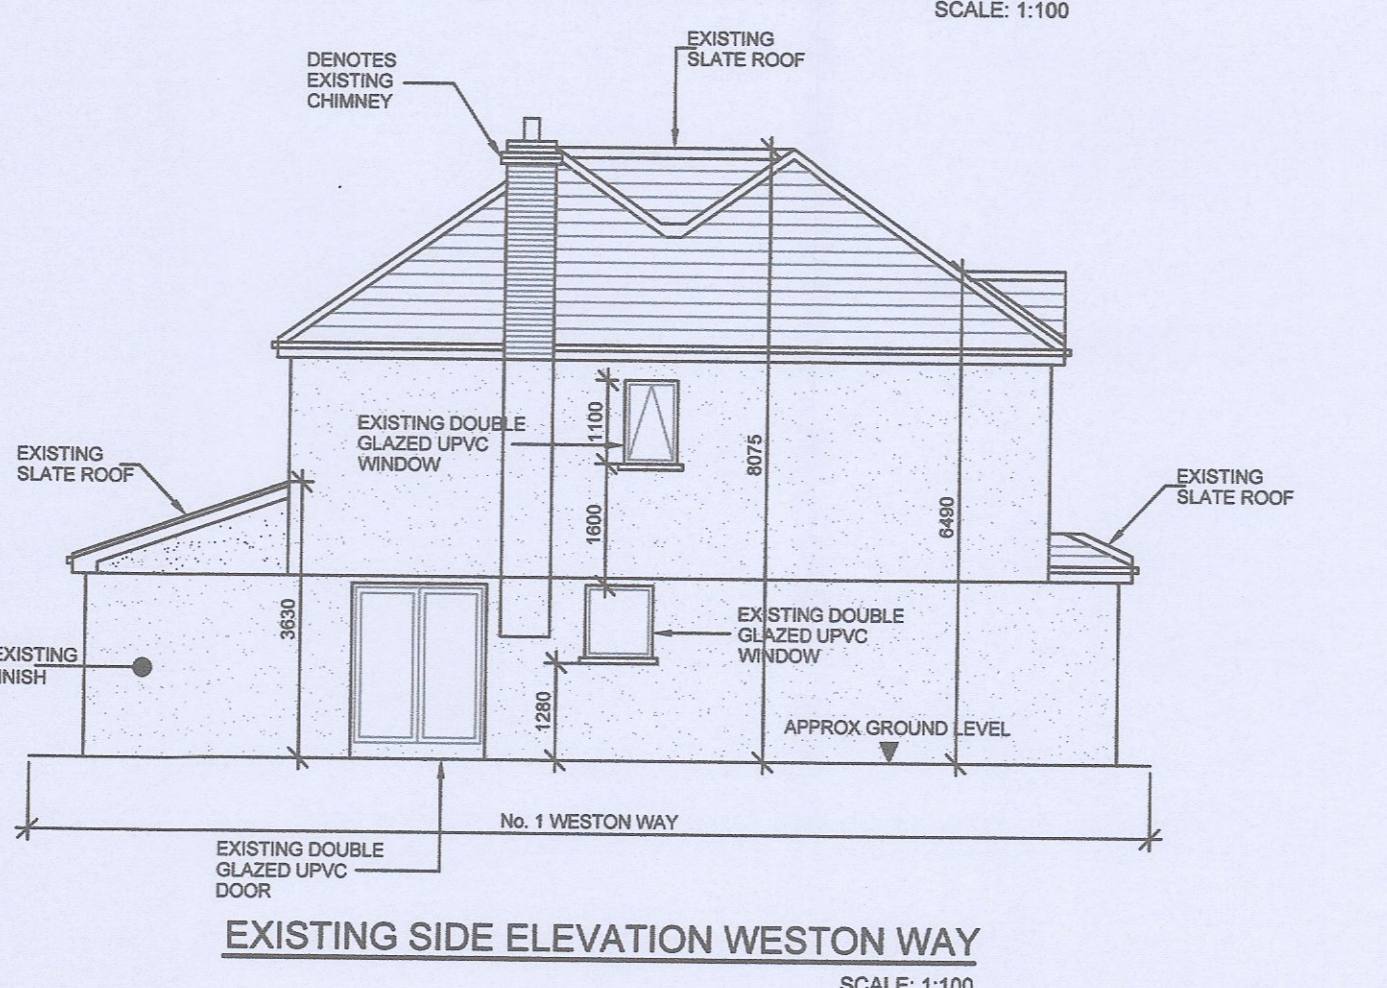 SCALE: 1:100
DENOTES
EXISTING
CHIMNEY
EXISTING
SLATE ROOF
EXISTING DOUBLE
GLAZED UPVC
WINDOW
1100
8075
EXISTING
SLATE ROOF
EXISTING
SLATE ROOF
1600
6490
3630
EXISTING DOUBLE
GLAZED UPVC
WINDOW
EXISTING
INISH
1280
APPROX GROUND LEVEL
No. 1 WESTON WAY
EXISTING DOUBLE
GLAZED UPVC
DOOR
EXISTING SIDE ELEVATION WESTON WAY
SCALE: 1:100